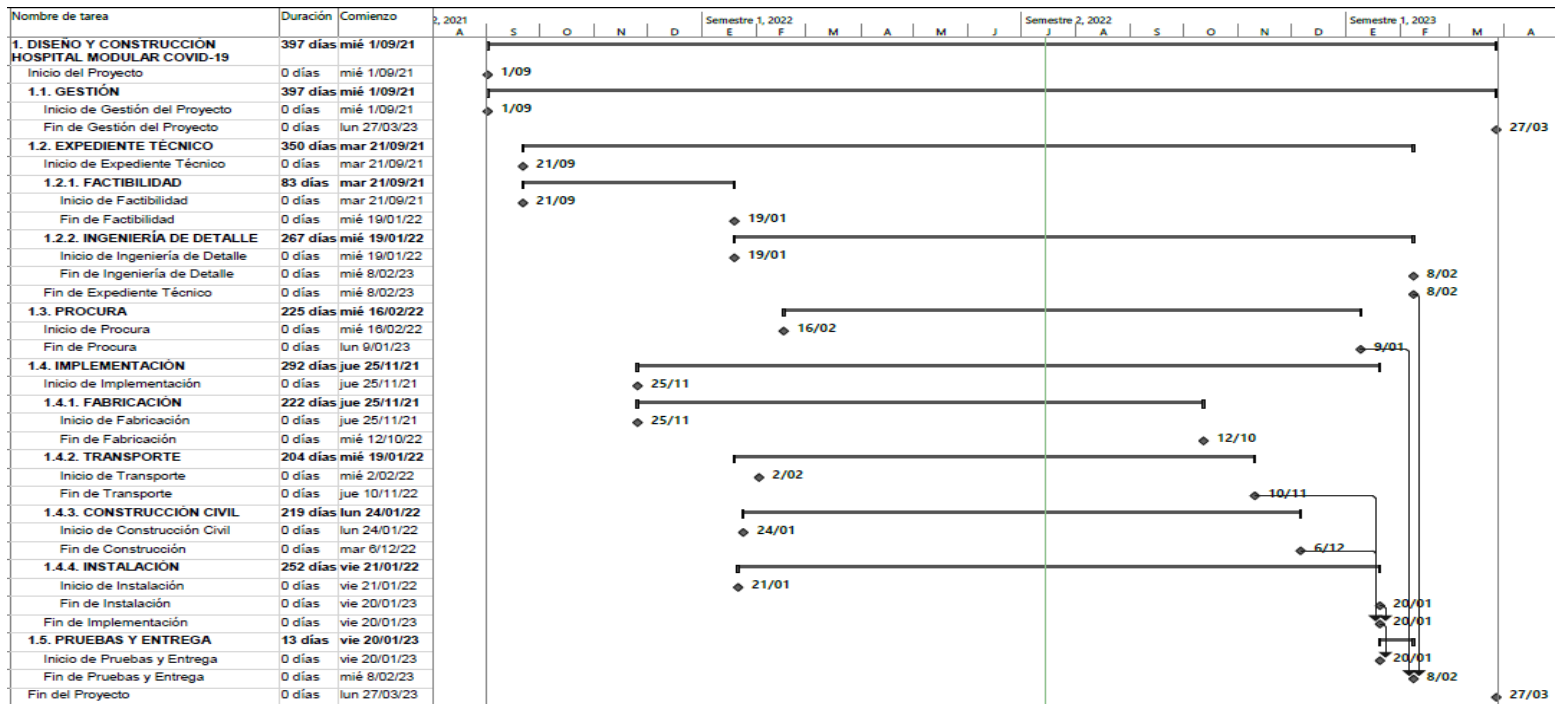 Nombre de tarea Duración Comienzo 2, 2021 Semestre 1, 2022 Semestre 2, 2022 Semestre 1, 2023
A S O N D E F M A M J J A S O N D E F M A
1. DISEÑO Y CONSTRUCCIÓN 397 días mié 1/09/21
HOSPITAL MODULAR COVID-19
Inicio del Proyecto 0 días mié 1/09/21 1/09
1.1. GESTIÓN 397 días mié 1/09/21
Inicio de Gestión del Proyecto 0 días mié 1/09/21 1/09
Fin de Gestión del Proyecto 0 días lun 27/03/23 27/03
1.2. EXPEDIENTE TÉCNICO 350 días mar 21/09/21
Inicio de Expediente Técnico 0 días mar 21/09/21 21/09
1.2.1. FACTIBILIDAD 83 días mar 21/09/21
Inicio de Factibilidad 0 días mar 21/09/21 21/09
Fin de Factibilidad 0 días mié 19/01/22 19/01
1.2.2. INGENIERÍA DE DETALLE 267 días mié 19/01/22
Inicio de Ingeniería de Detalle 0 días mié 19/01/22 19/01
Fin de Ingeniería de Detalle 0 días mié 8/02/23 8/02
Fin de Expediente Técnico 0 días mié 8/02/23 8/02
1.3. PROCURA 225 días mié 16/02/22
Inicio de Procura 0 días mié 16/02/22 16/02
Fin de Procura 0 días lun 9/01/23 9/01
1.4. IMPLEMENTACIÓN 292 días jue 25/11/21
Inicio de Implementación 0 días jue 25/11/21 25/11
1.4.1. FABRICACIÓN 222 días jue 25/11/21
Inicio de Fabricación 0 días jue 25/11/21 25/11
Fin de Fabricación 0 días mié 12/10/22 12/10
1.4.2. TRANSPORTE 204 días mié 19/01/22
Inicio de Transporte 0 días mié 2/02/22 2/02
Fin de Transporte 0 días jue 10/11/22 10/11
1.4.3. CONSTRUCCIÓN CIVIL 219 días lun 24/01/22
Inicio de Construcción Civil 0 días lun 24/01/22 24/01
Fin de Construcción 0 días mar 6/12/22 6/12
1.4.4. INSTALACIÓN 252 días vie 21/01/22
Inicio de Instalación 0 días vie 21/01/22 21/01
Fin de Instalación 0 días vie 20/01/23 20/01
Fin de Implementación 0 días vie 20/01/23 20/01
1.5. PRUEBAS Y ENTREGA 13 días vie 20/01/23
Inicio de Pruebas y Entrega 0 días vie 20/01/23 20/01
Fin de Pruebas y Entrega 0 días mié 8/02/23 8/02
Fin del Proyecto 0 días lun 27/03/23 27/03